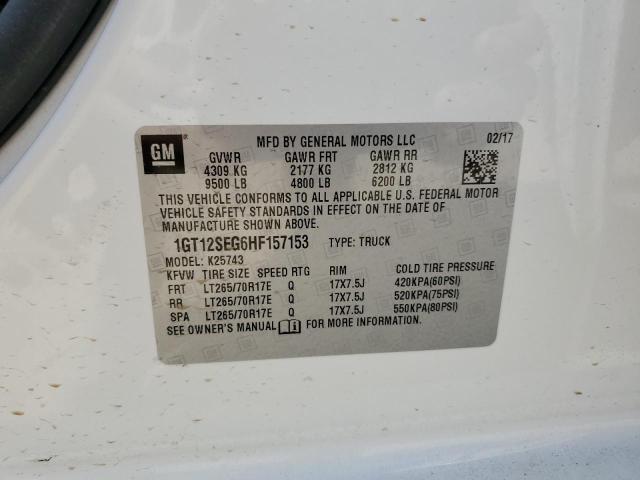 GM
MFD BY GENERAL MOTORS LLC 02/17
GVWR GAWR FRT GAWR RR
4309 KG 2177 KG 2812 KG
9500 LB 4800 LB 6200 LB
THIS VEHICLE CONFORMS TO ALL APPLICABLE U.S. FEDERAL MOTOR
VEHICLE SAFETY STANDARDS IN EFFECT ON THE DATE OF
MANUFACTURE SHOWN ABOVE.
1GT12SEG6HF157153 TYPE: TRUCK
MODEL: K25743
KFVW TIRE SIZE SPEED RTG RIM COLD TIRE PRESSURE
FRT LT265/70R17E Q 17X7.5J 420KPA(60PSI)
RR LT265/70R17E Q 17X7.5J 520KPA(75PSI)
SPA LT265/70R17E Q 17X7.5J 550KPA(80PSI)
SEE OWNER'S MANUAL FOR MORE INFORMATION.